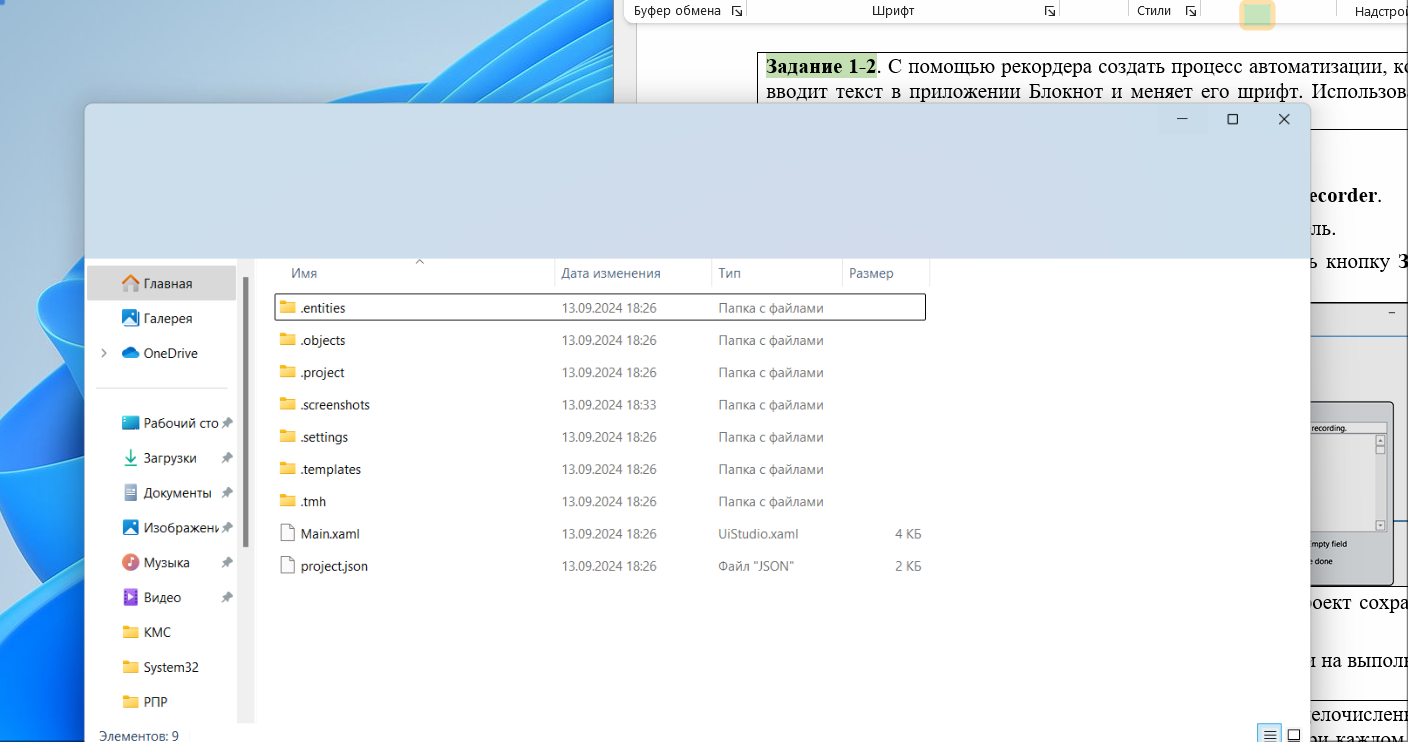 Буфер обмена
Шрифт
Стили
Надстрой
Задание 1-2. С помощью рекордера создать процесс автоматизации, ко
вводит текст в приложении Блокнот и меняет его шрифт. Использова
ecorder.
ль.
ь кнопку З
Имя
Дата изменения
Тип
Размер
Главная
Галерея
OneDrive
Рабочий сто
Загрузки
Документы
Изображени
Музыка
Видео
КМС
System32
РПР
.entities 13.09.2024 18:26 Папка с файлами
.objects 13.09.2024 18:26 Папка с файлами
.project 13.09.2024 18:26 Папка с файлами
.screenshots 13.09.2024 18:33 Папка с файлами
.settings 13.09.2024 18:26 Папка с файлами
.templates 13.09.2024 18:26 Папка с файлами
.tmh 13.09.2024 18:26 Папка с файлами
Main.xaml 13.09.2024 18:26 UiStudio.xaml 4 КБ
project.json 13.09.2024 18:26 Файл "JSON" 2 КБ
recording.
mpty field
e done
оект сохра
и на выполн
елочислен
ри каждом
Элементов: 9